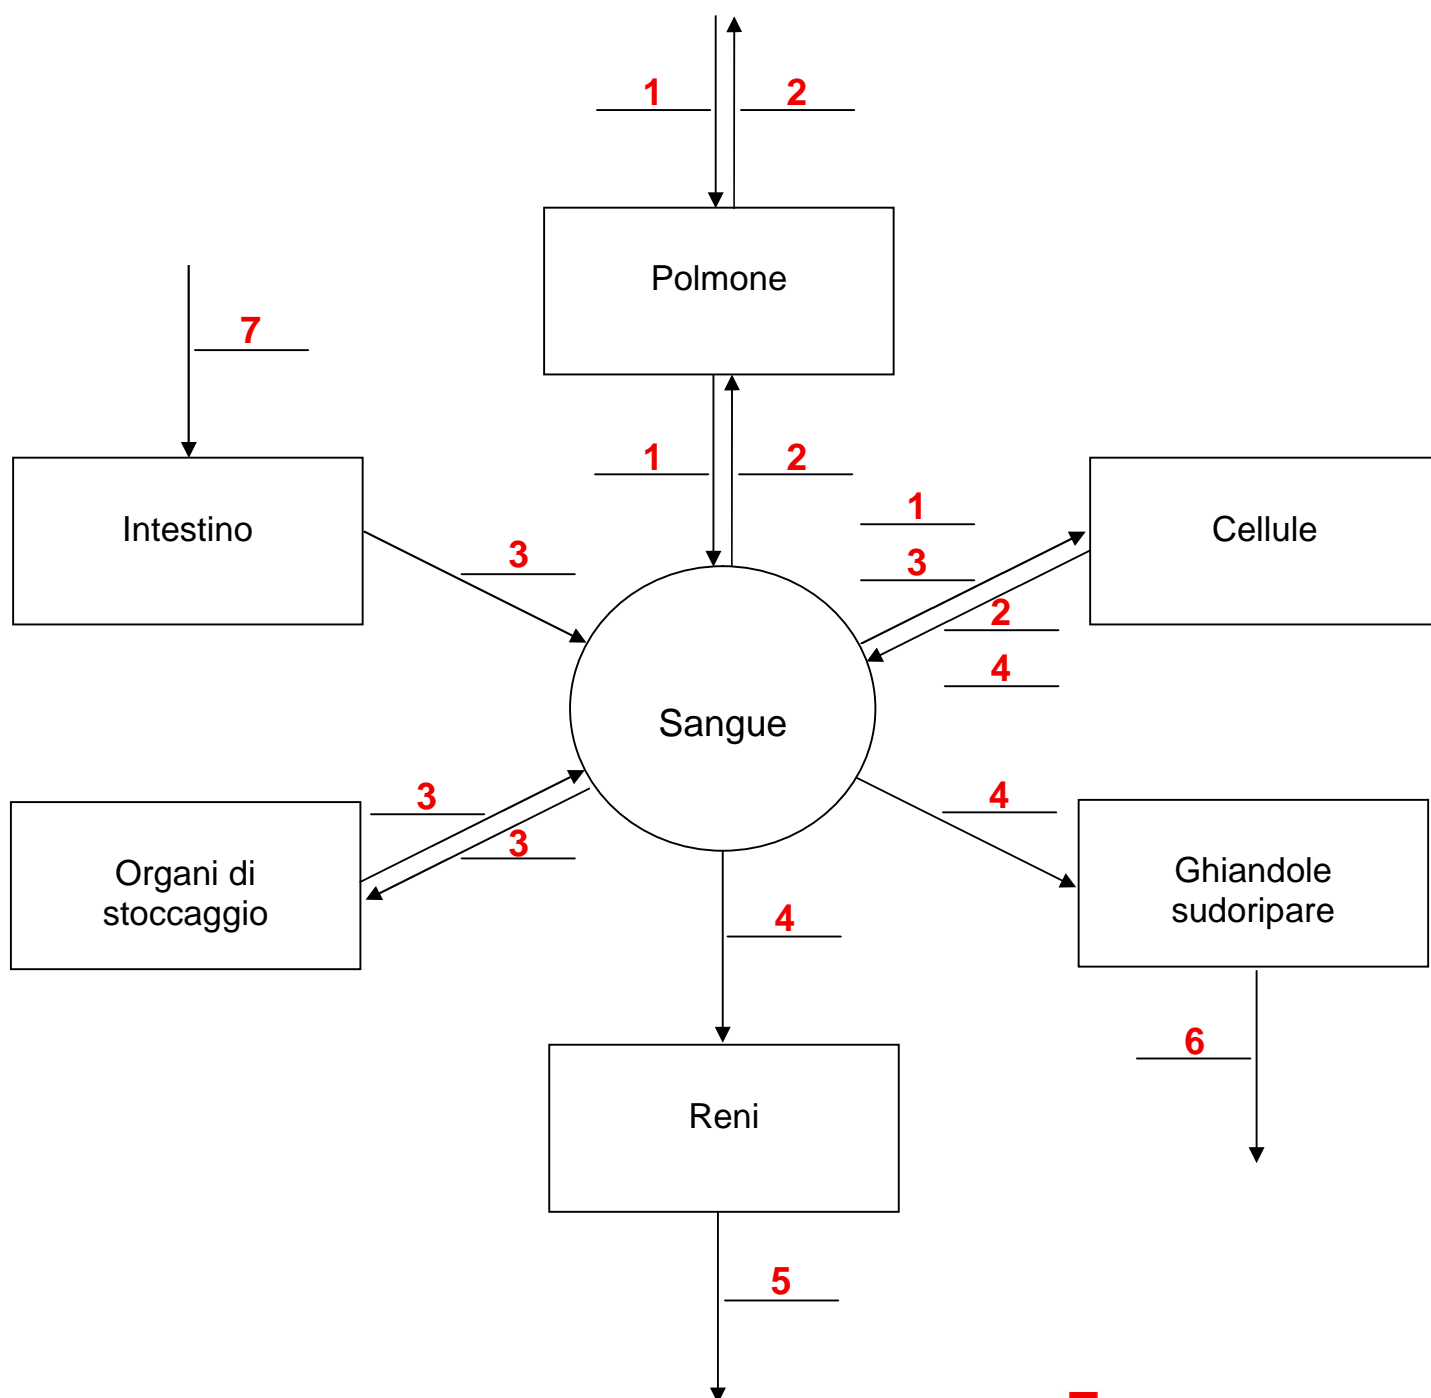 1 2
Polmone
7
1 2
Intestino
3
1
3
Cellule
2
4
Sangue
3
3
4
Organi di
stoccaggio
Ghiandole
sudoripare
4
6
Reni
5